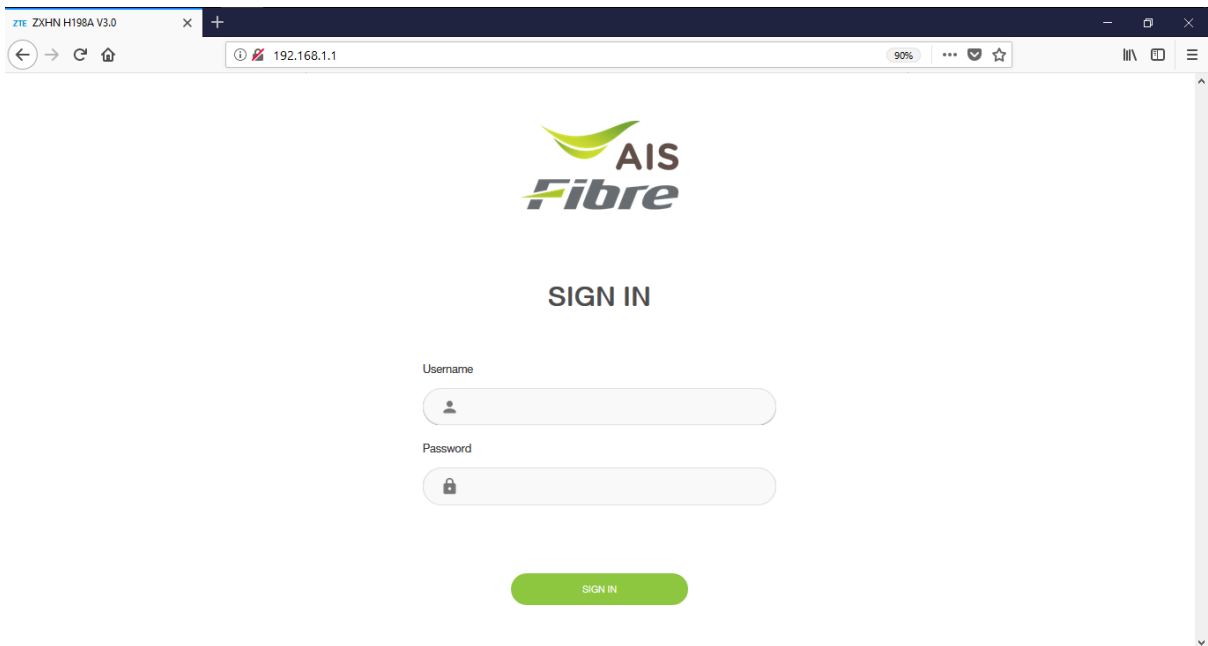 ZTE ZXHN H198A V3.0
192.168.1.1
90%
AIS
Fibre
SIGN IN
Username
Password
SIGN IN